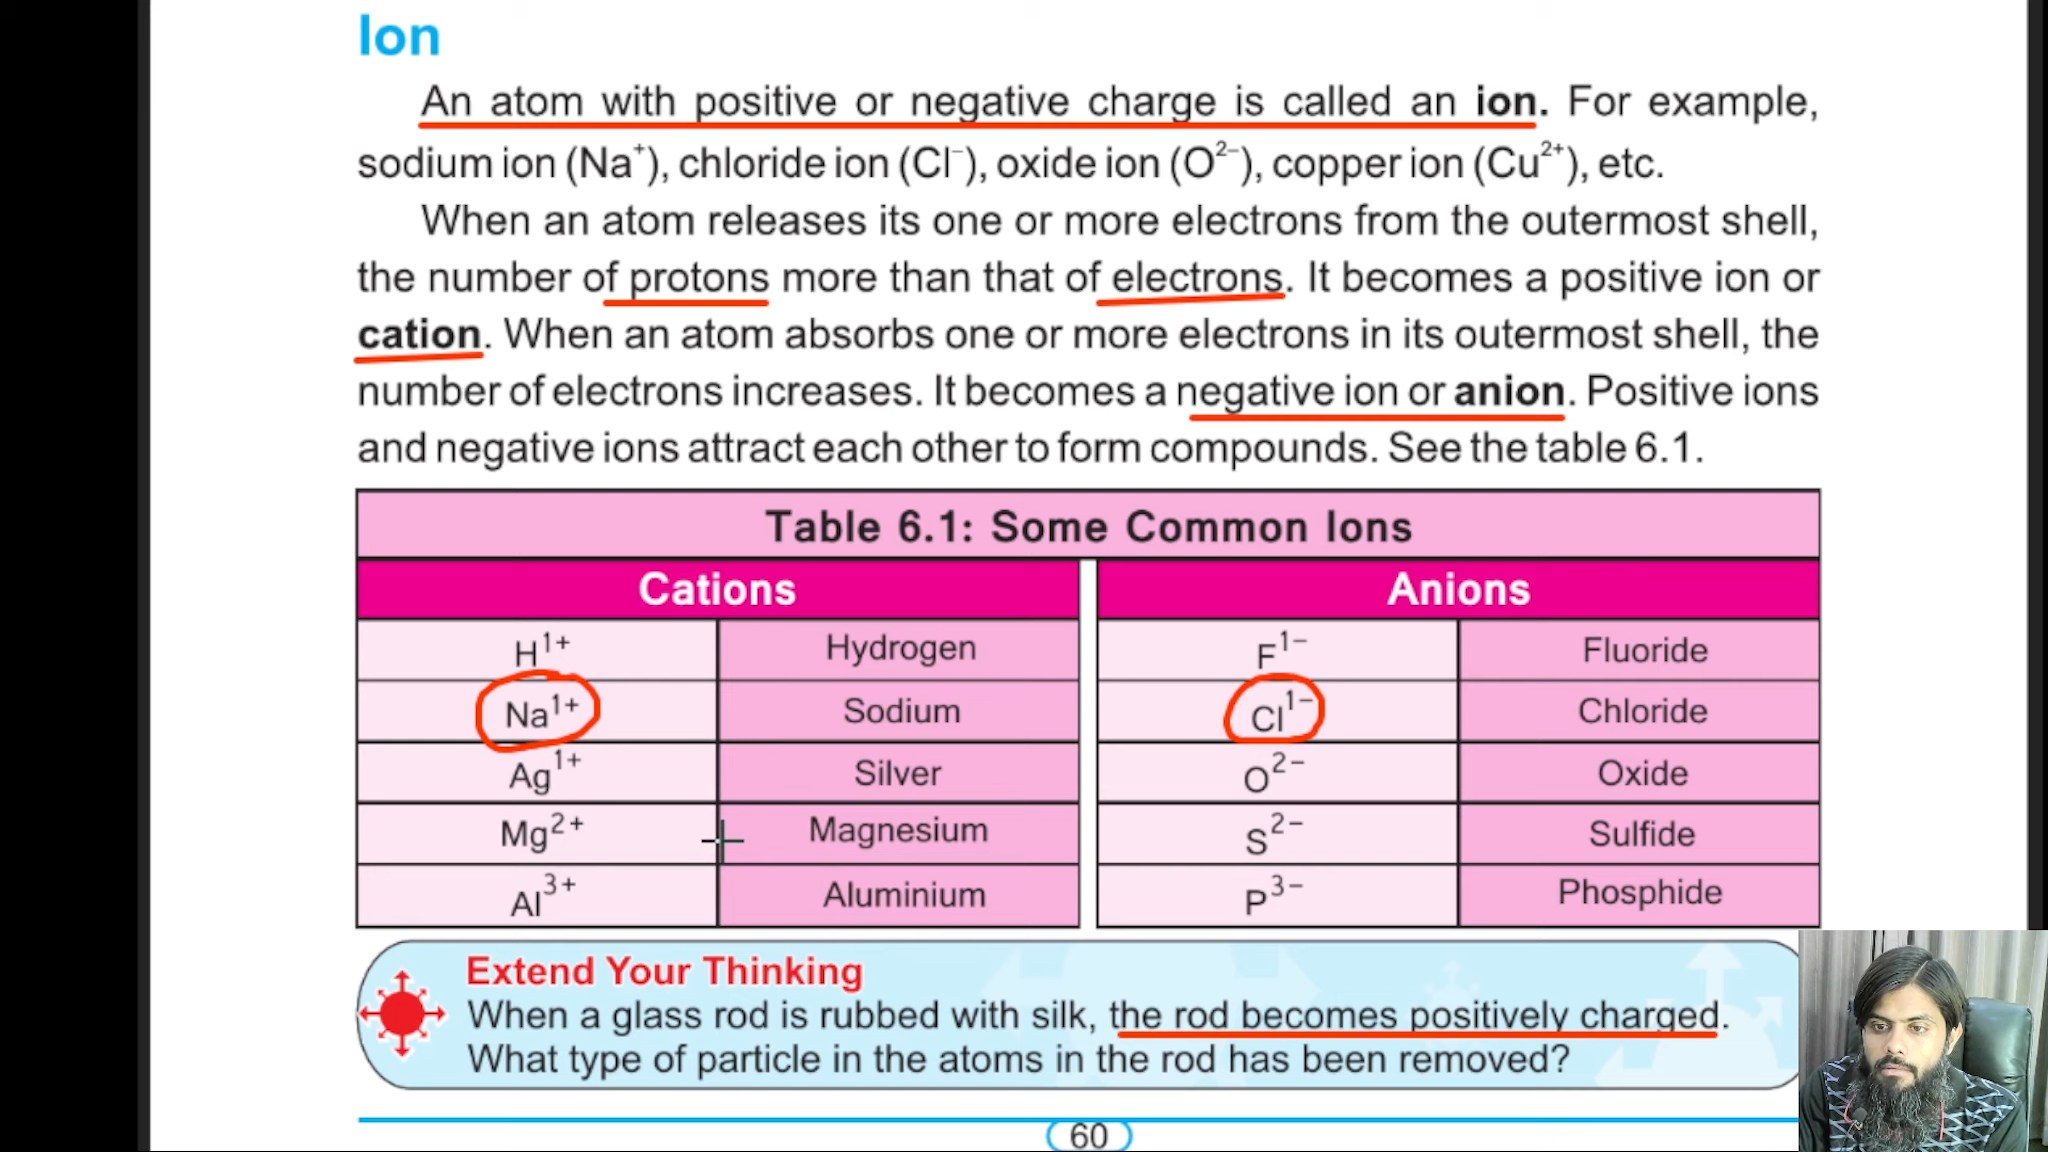 Ion
An atom with positive or negative charge is called an ion. For example,
sodium ion (Na⁺), chloride ion (Cl⁻), oxide ion (O²⁻), copper ion (Cu²⁺), etc.
When an atom releases its one or more electrons from the outermost shell,
the number of protons more than that of electrons. It becomes a positive ion or
cation. When an atom absorbs one or more electrons in its outermost shell, the
number of electrons increases. It becomes a negative ion or anion. Positive ions
and negative ions attract each other to form compounds. See the table 6.1.
Table 6.1: Some Common Ions
Cations Anions
H¹⁺ Hydrogen F¹⁻ Fluoride
Na¹⁺ Sodium Cl¹⁻ Chloride
Ag¹⁺ Silver O²⁻ Oxide
Mg²⁺ Magnesium S²⁻ Sulfide
Al³⁺ Aluminium P³⁻ Phosphide
Extend Your Thinking
When a glass rod is rubbed with silk, the rod becomes positively charged.
What type of particle in the atoms in the rod has been removed?
60